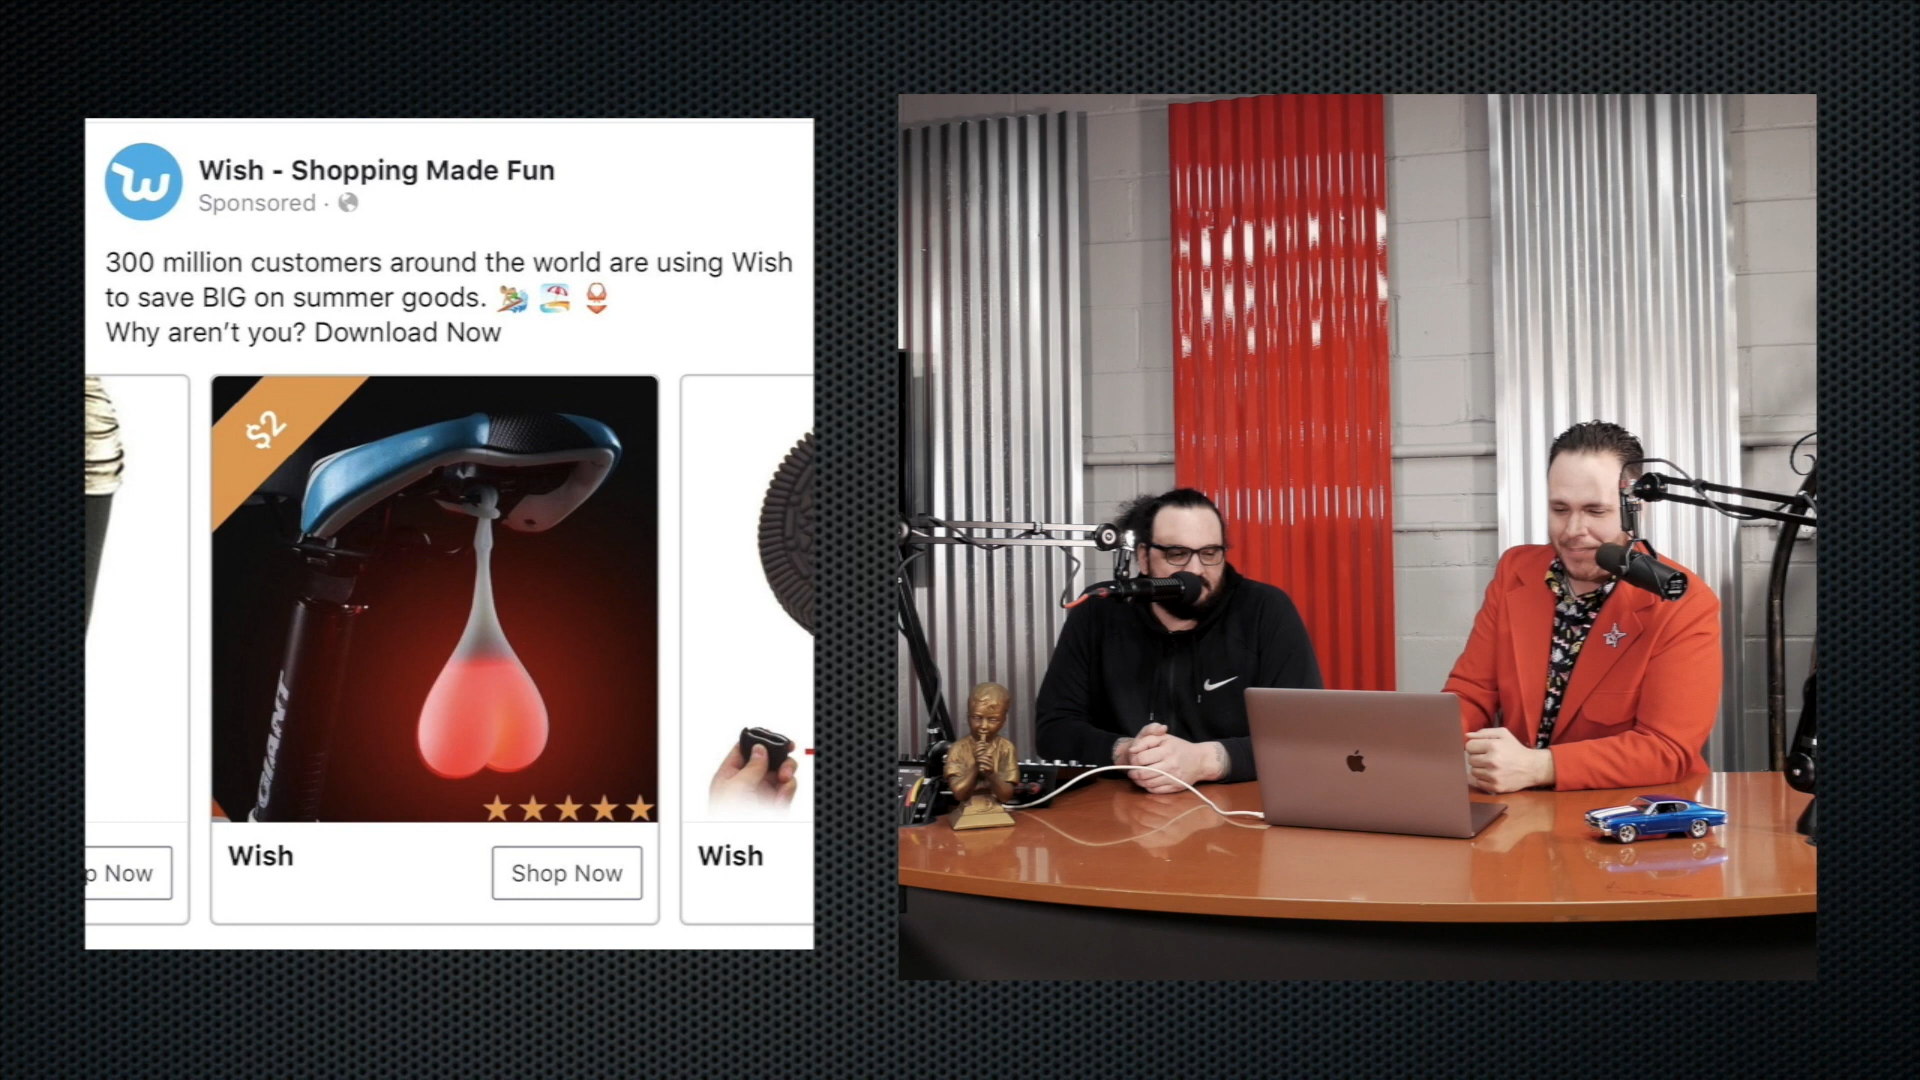 Wish - Shopping Made Fun
Sponsored ·
300 million customers around the world are using Wish
to save BIG on summer goods.
Why aren't you? Download Now
$2
GIANT
Wish
Wish
p Now
Shop Now